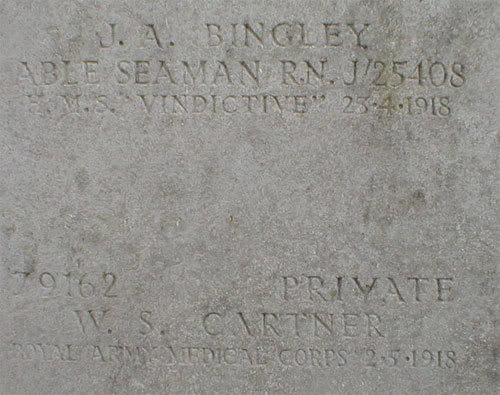 J. A. BINGLEY
ABLE SEAMAN R.N. J/25408
H.M.S. "VINDICTIVE" 23·4·1918
79162 PRIVATE
W. S. CARTNER
ROYAL ARMY MEDICAL CORPS 2·5·1918